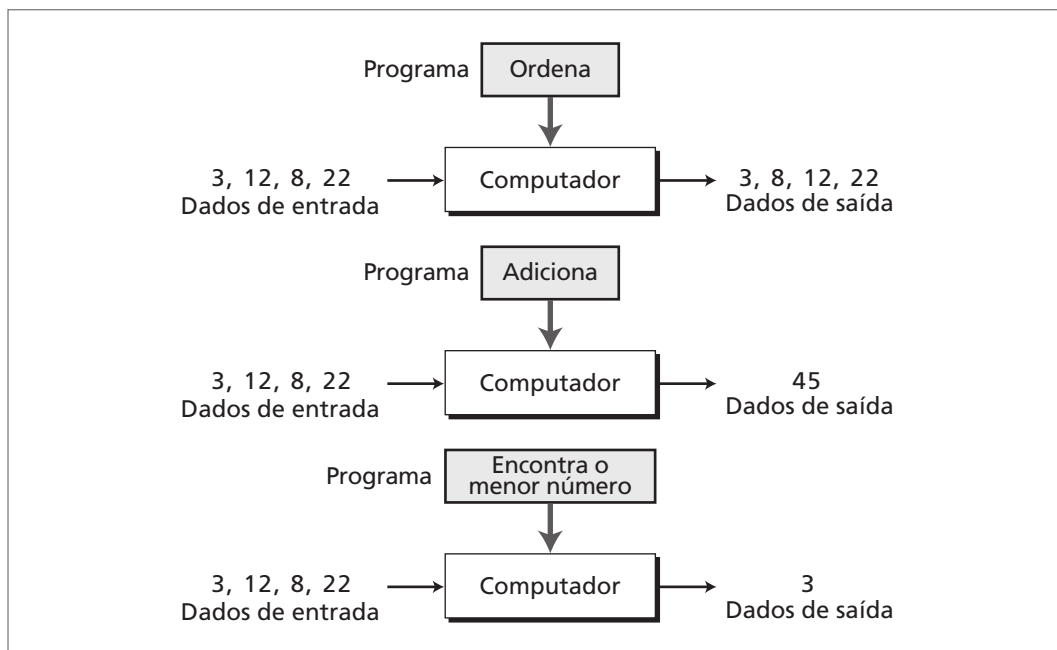 Programa Ordena
3, 12, 8, 22 Computador 3, 8, 12, 22
Dados de entrada Dados de saída
Programa Adiciona
3, 12, 8, 22 Computador 45
Dados de entrada Dados de saída
Programa Encontra o
menor número
3, 12, 8, 22 Computador 3
Dados de entrada Dados de saída